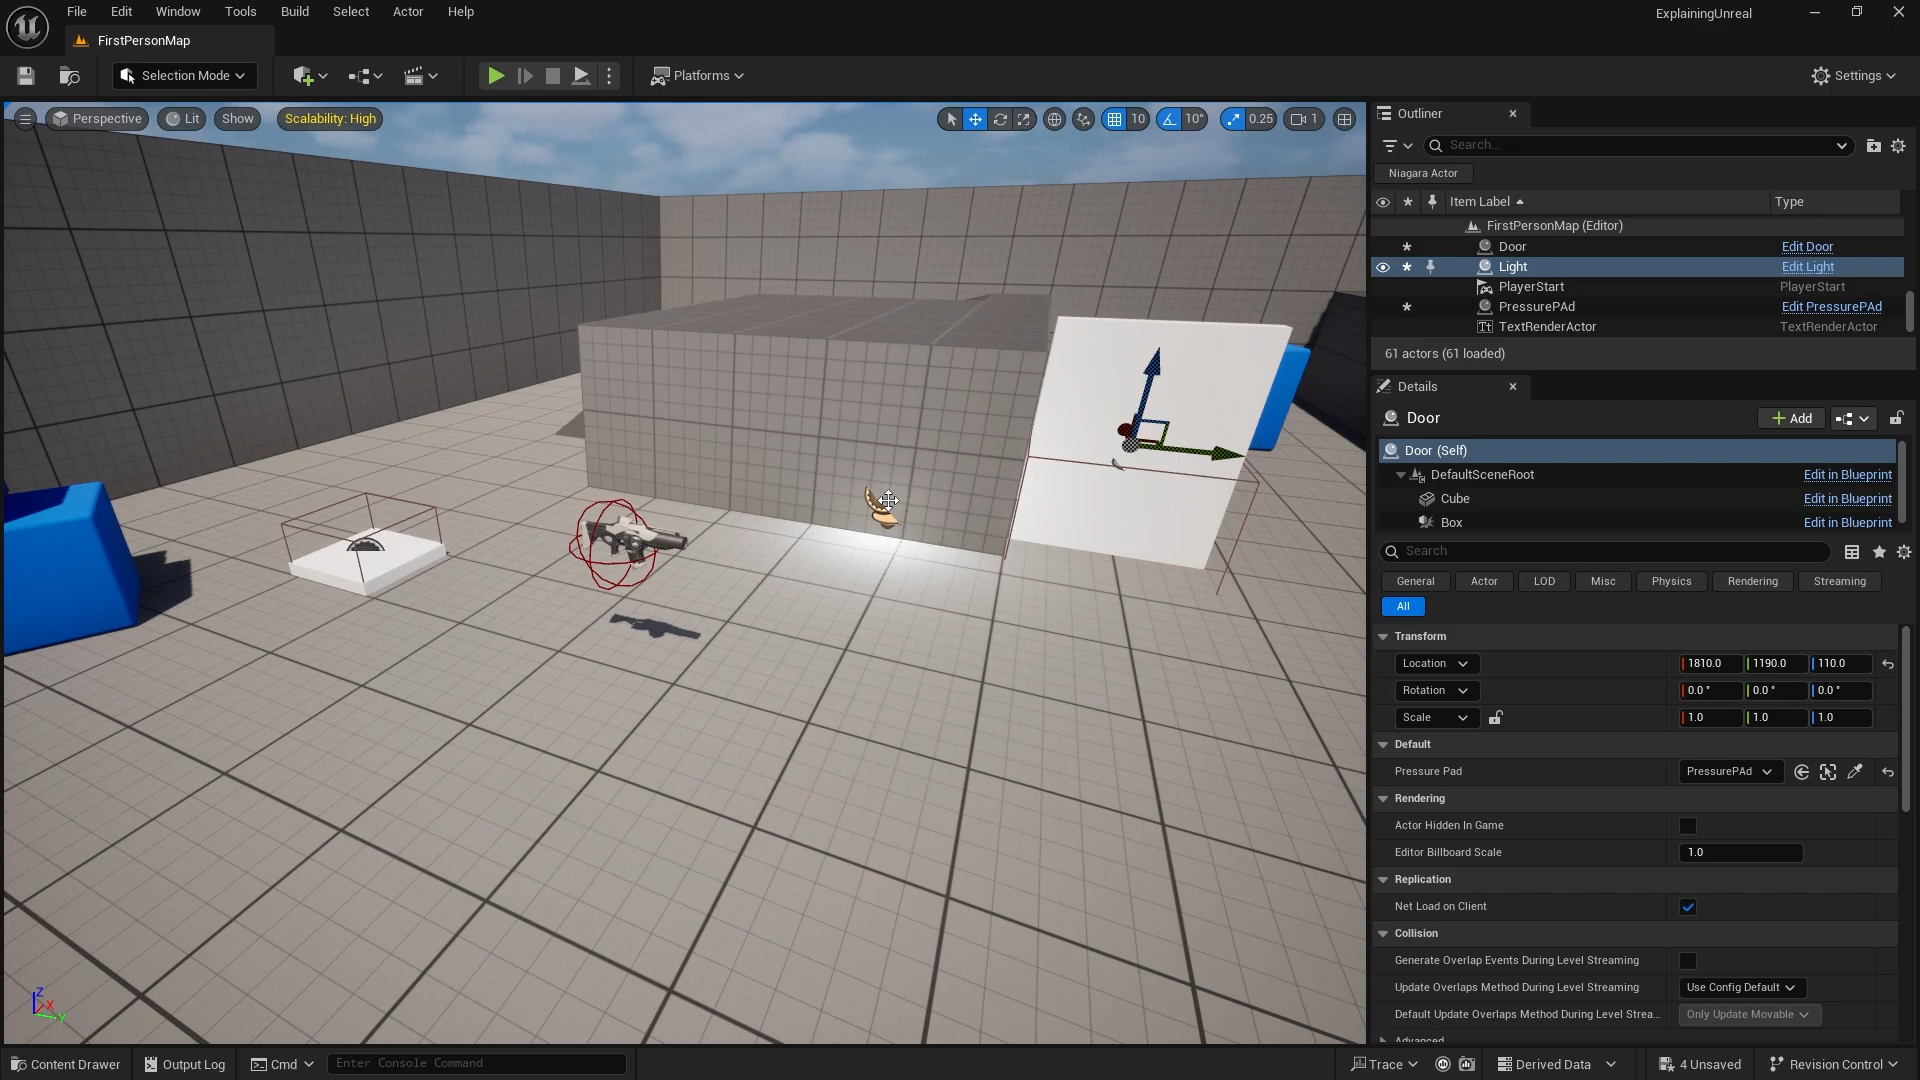 File Edit Window Tools Build Select Actor Help
ExplainingUnreal
FirstPersonMap
Selection Mode
Platforms
Settings
Perspective Lit Show Scalability: High
10 10° 0.25 1
Outliner
Search...
Niagara Actor
Item Label Type
FirstPersonMap (Editor)
Door Edit Door
Light Edit Light
PlayerStart PlayerStart
PressurePAd Edit PressurePAd
TextRenderActor TextRenderActor
61 actors (61 loaded)
Details
Door
Add
Door (Self)
DefaultSceneRoot Edit in Blueprint
Cube Edit in Blueprint
Box Edit in Blueprint
Search
General Actor LOD Misc Physics Rendering Streaming
All
Transform
Location 1810.0 1190.0 110.0
Rotation 0.0 ° 0.0 ° 0.0 °
Scale 1.0 1.0 1.0
Default
Pressure Pad PressurePAd
Rendering
Actor Hidden In Game
Editor Billboard Scale 1.0
Replication
Net Load on Client
Collision
Generate Overlap Events During Level Streaming
Update Overlaps Method During Level Streaming Use Config Default
Default Update Overlaps Method During Level Strea... Only Update Movable
Advanced
Z X Y
Content Drawer Output Log Cmd Enter Console Command
Trace Derived Data 4 Unsaved Revision Control